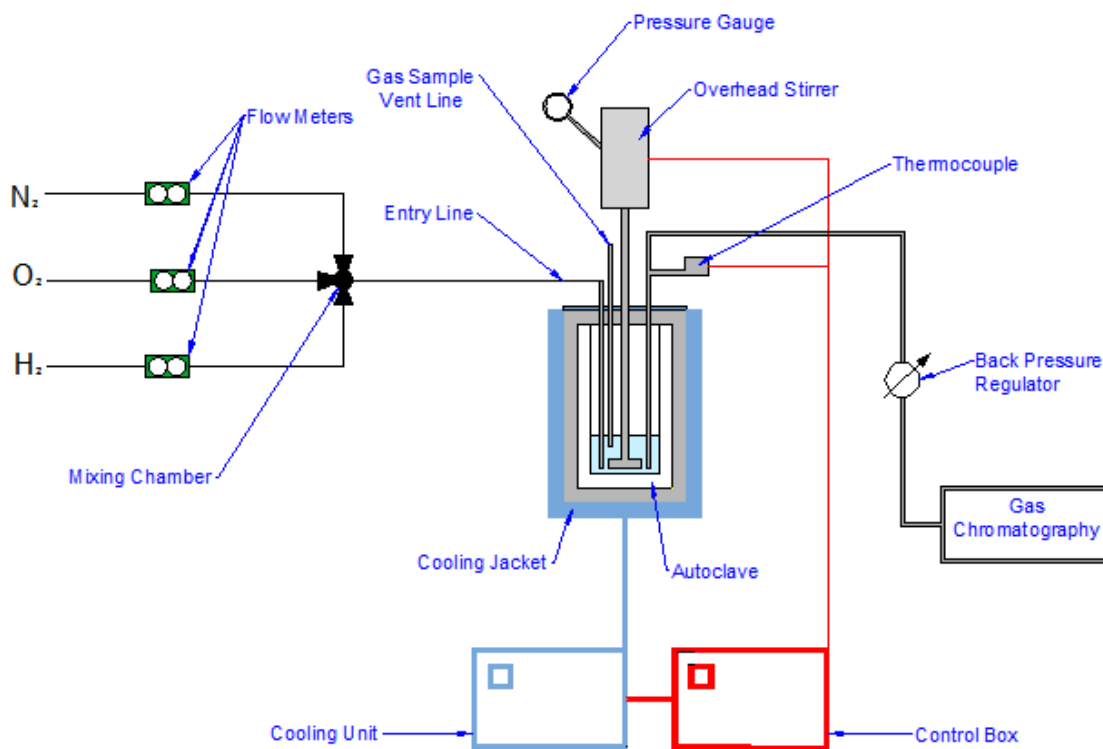 Pressure Gauge
Gas Sample
Vent Line
Overhead Stirrer
Flow Meters
Thermocouple
N₂
Entry Line
O₂
H₂
Back Pressure
Regulator
Mixing Chamber
Gas
Chromatography
Cooling Jacket
Autoclave
Cooling Unit
Control Box